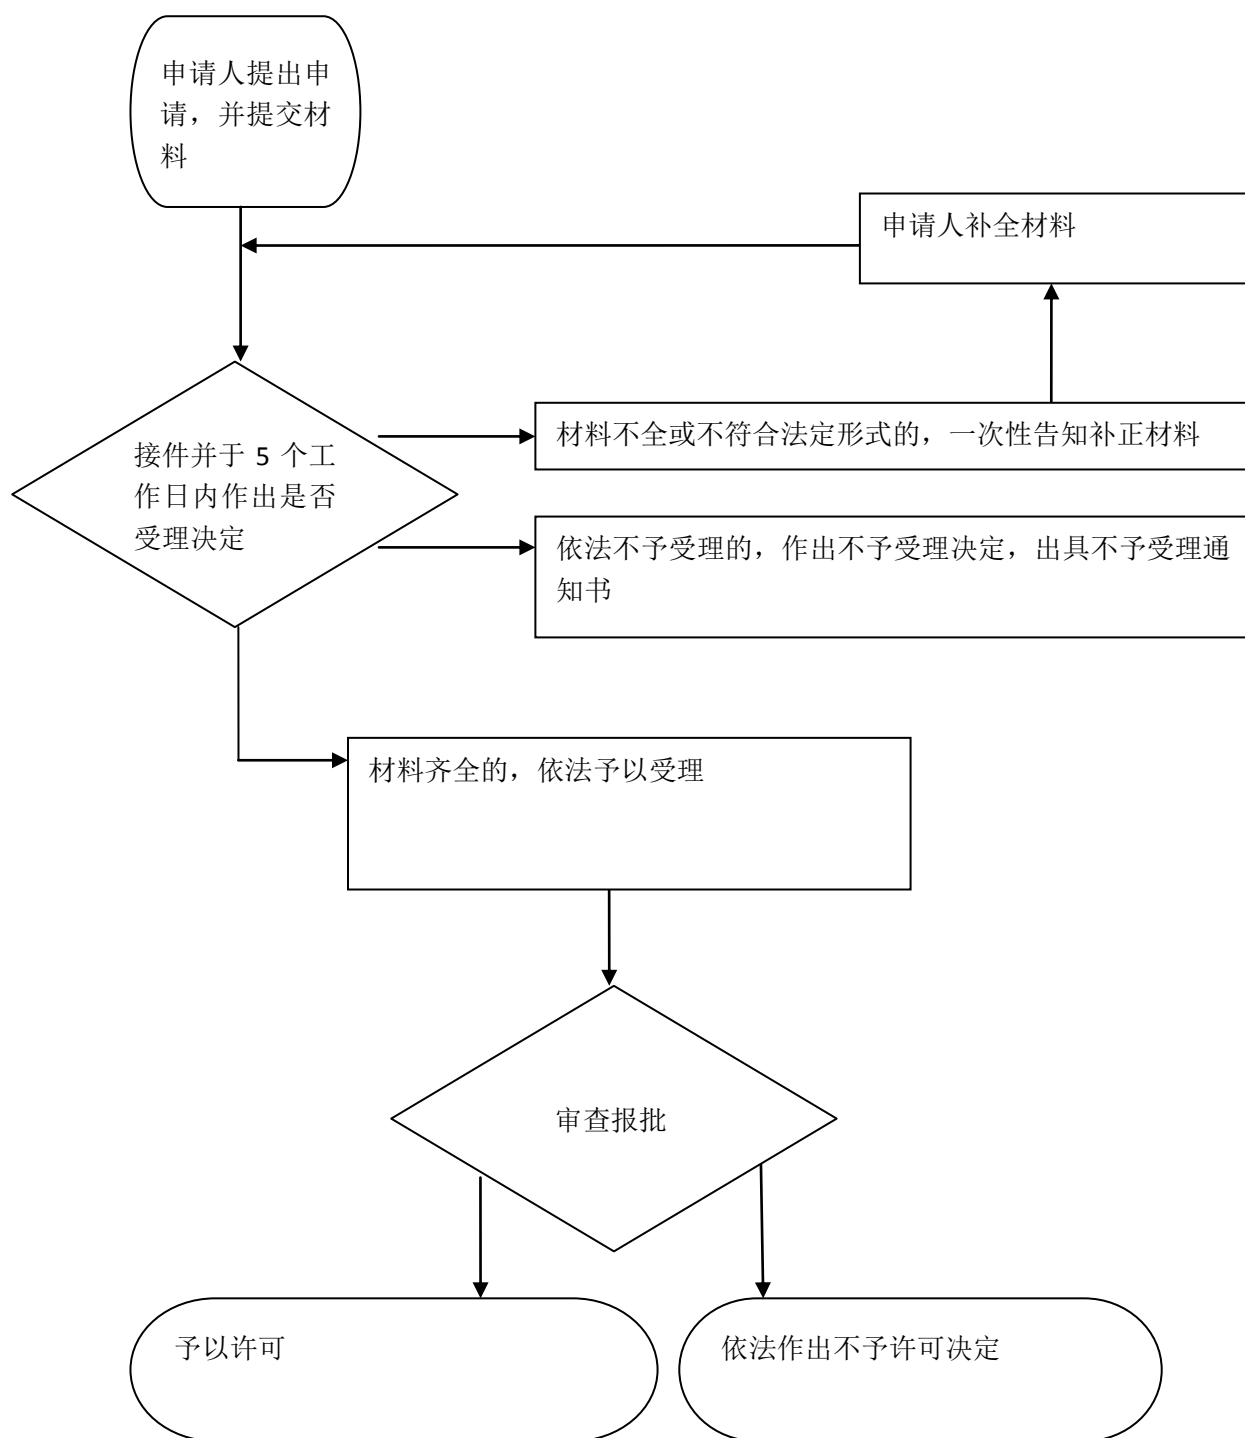 申请人提出申
请，并提交材
料
申请人补全材料
材料不全或不符合法定形式的，一次性告知补正材料
接件并于 5 个工
作日内作出是否
受理决定
依法不予受理的，作出不予受理决定，出具不予受理通
知书
材料齐全的，依法予以受理
审查报批
予以许可
依法作出不予许可决定